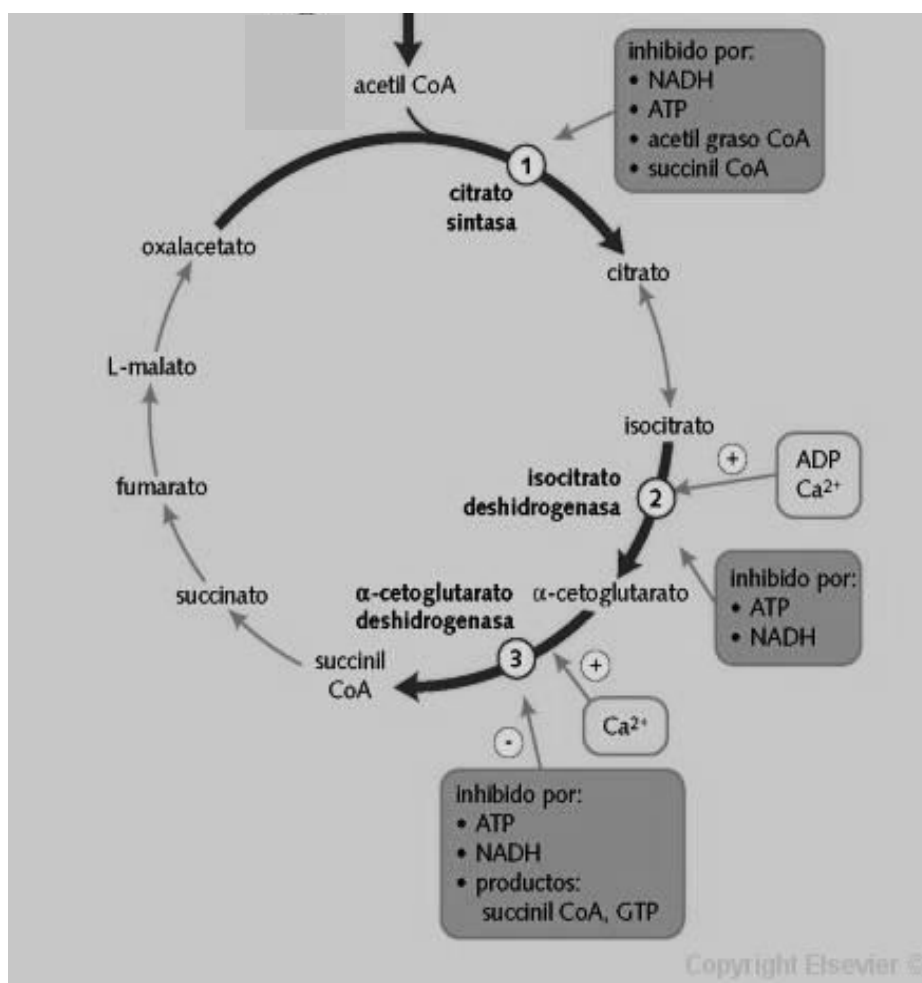 acetil CoA
inhibido por:
• NADH
• ATP
• acetil graso CoA
• succinil CoA
1
citrato
sintasa
oxalacetato
citrato
L-malato
isocitrato
+
ADP
Ca²⁺
isocitrato
deshidrogenasa
2
fumarato
inhibido por:
• ATP
• NADH
α-cetoglutarato
deshidrogenasa
α-cetoglutarato
succinato
3
+
succinil
CoA
Ca²⁺
-
inhibido por:
• ATP
• NADH
• productos:
succinil CoA, GTP
Copyright Elsevier ©